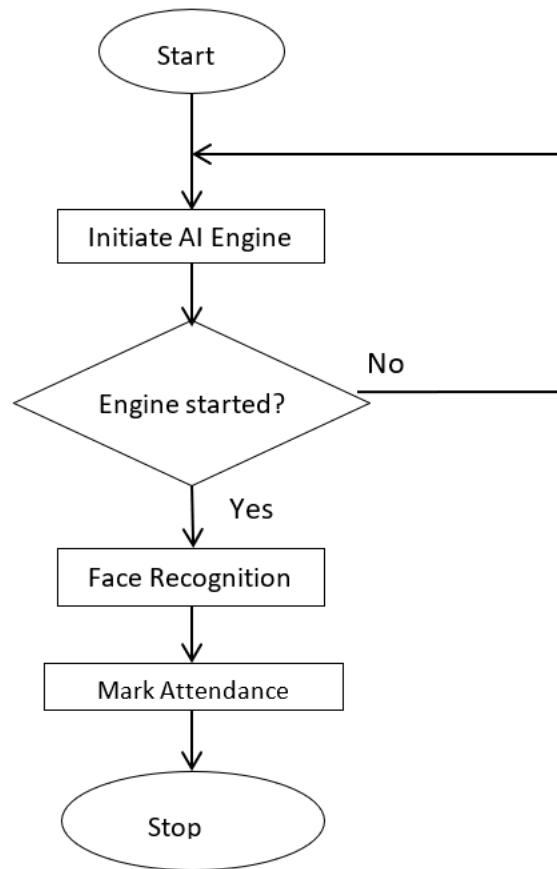 Start
Initiate AI Engine
No
Engine started?
Yes
Face Recognition
Mark Attendance
Stop